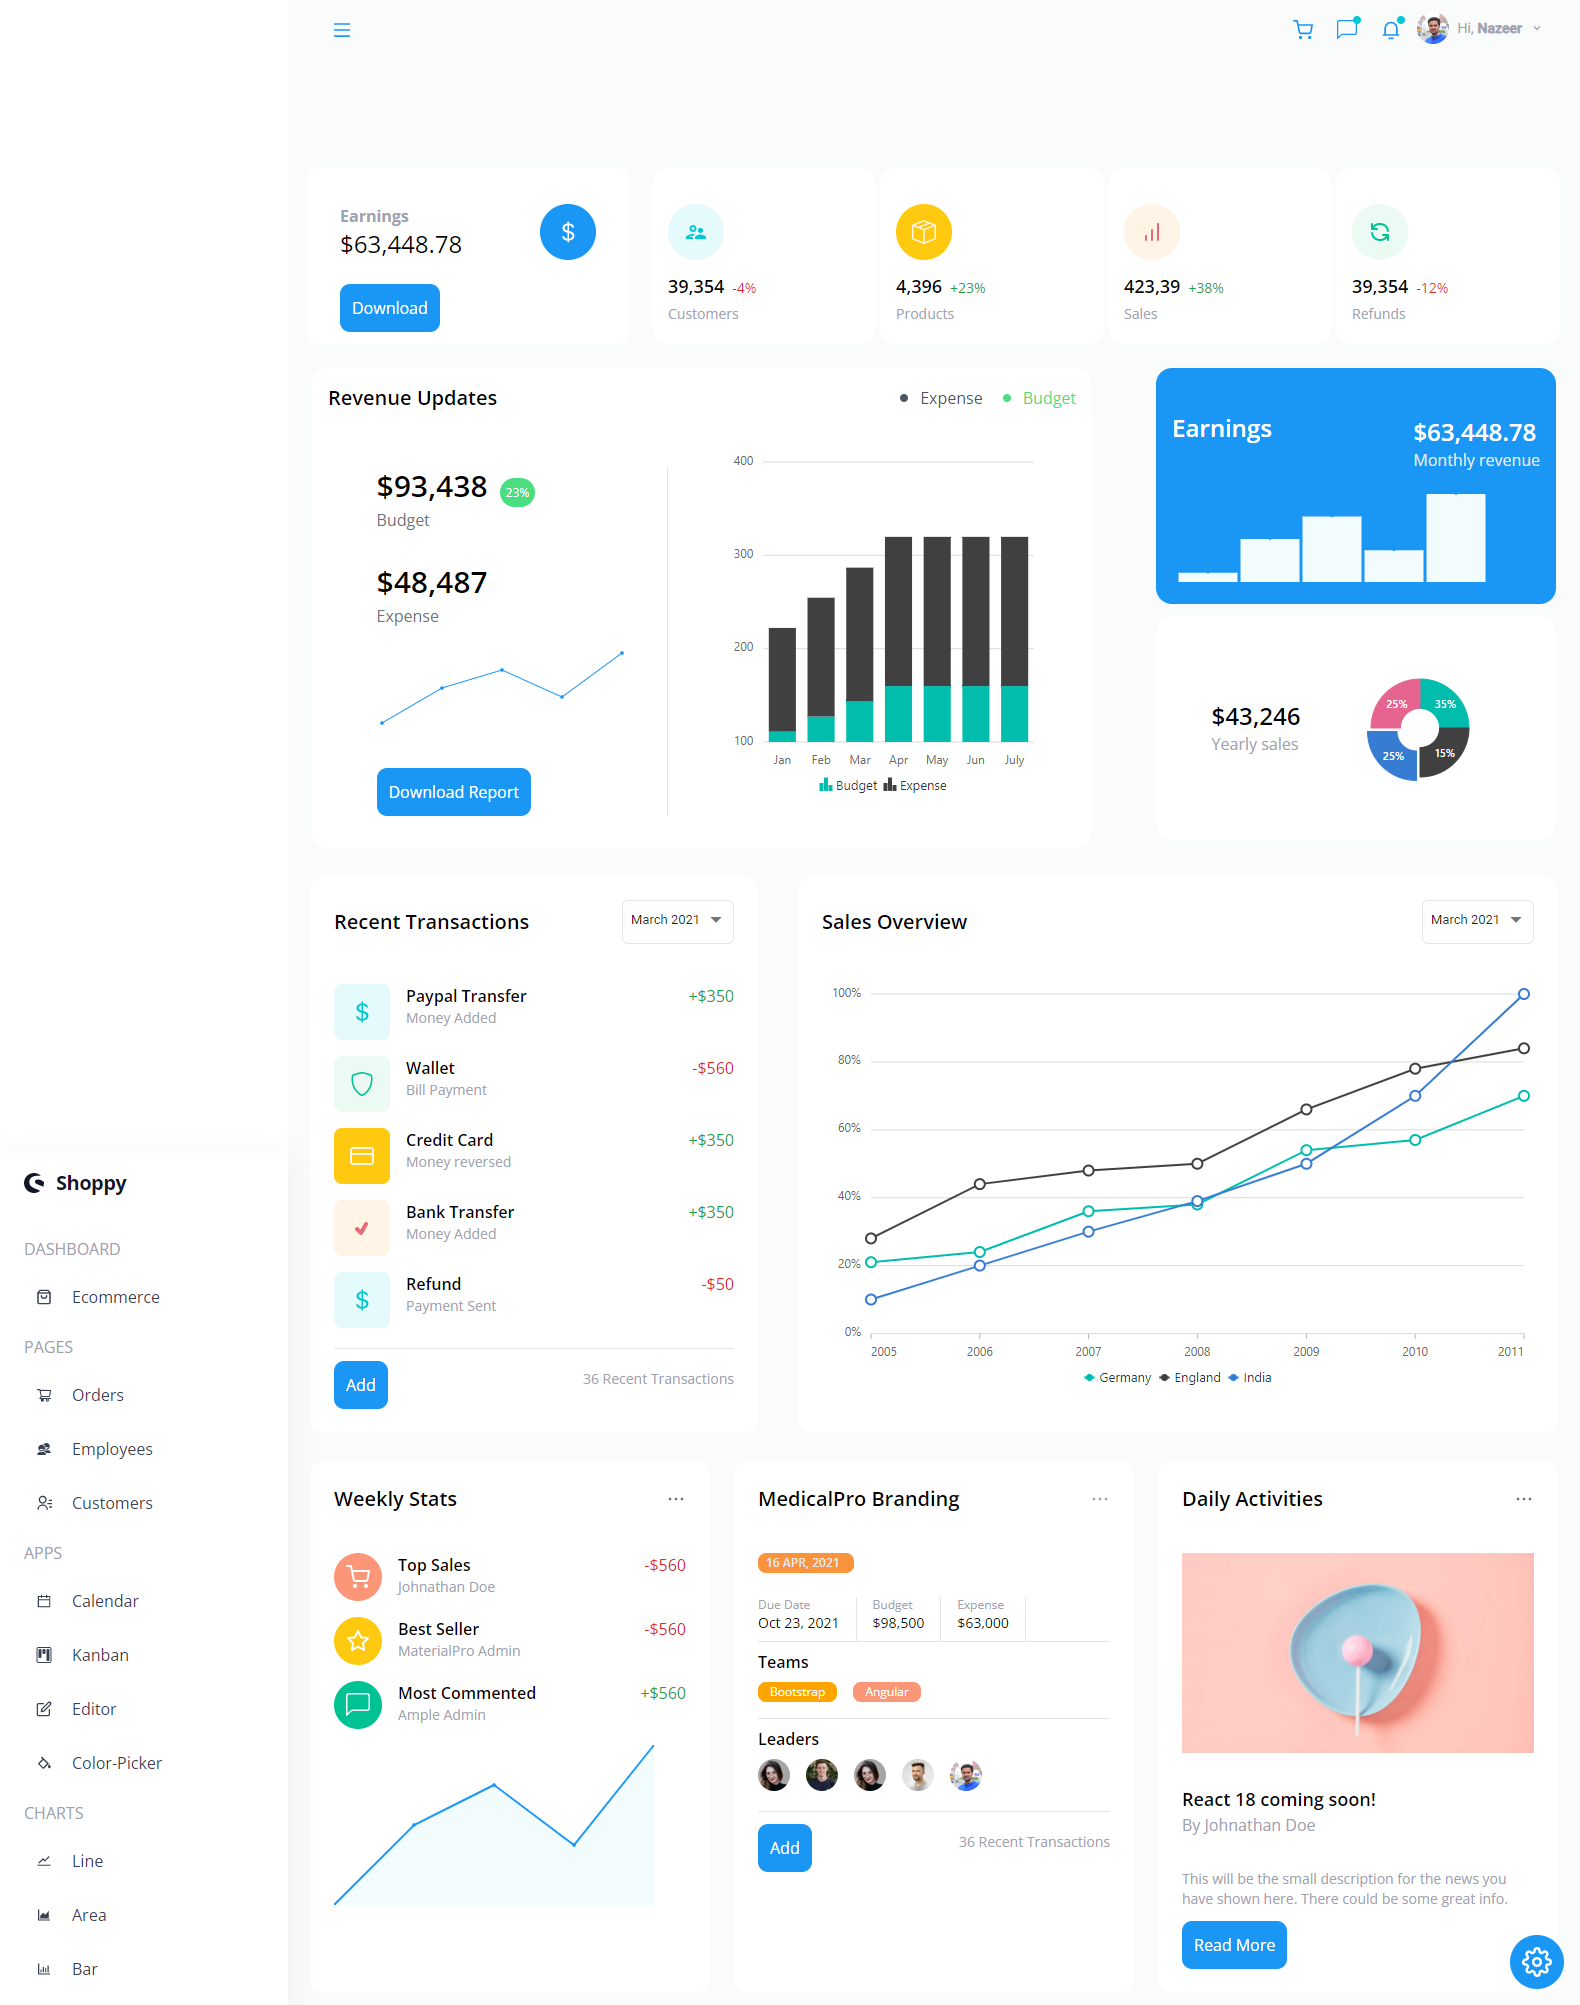 Hi, Nazeer
Earnings
$63,448.78
Download
39,354 -4%
Customers
4,396 +23%
Products
423,39 +38%
Sales
39,354 -12%
Refunds
Revenue Updates
Expense
Budget
$93,438 23%
Budget
$48,487
Expense
Download Report
400
300
200
100
Jan Feb Mar Apr May Jun July
Budget Expense
Earnings
$63,448.78
Monthly revenue
$43,246
Yearly sales
25% 35%
25% 15%
Recent Transactions
March 2021
Paypal Transfer +$350
Money Added
Wallet -$560
Bill Payment
Credit Card +$350
Money reversed
Bank Transfer +$350
Money Added
Refund -$50
Payment Sent
Add
36 Recent Transactions
Sales Overview
March 2021
100%
80%
60%
40%
20%
0%
2005 2006 2007 2008 2009 2010 2011
Germany England India
Shoppy
DASHBOARD
Ecommerce
PAGES
Orders
Employees
Customers
APPS
Calendar
Kanban
Editor
Color-Picker
CHARTS
Line
Area
Bar
Weekly Stats
Top Sales -$560
Johnathan Doe
Best Seller -$560
MaterialPro Admin
Most Commented +$560
Ample Admin
MedicalPro Branding
16 APR, 2021
Due Date Budget Expense
Oct 23, 2021 $98,500 $63,000
Teams
Bootstrap Angular
Leaders
Add
36 Recent Transactions
Daily Activities
React 18 coming soon!
By Johnathan Doe
This will be the small description for the news you
have shown here. There could be some great info.
Read More